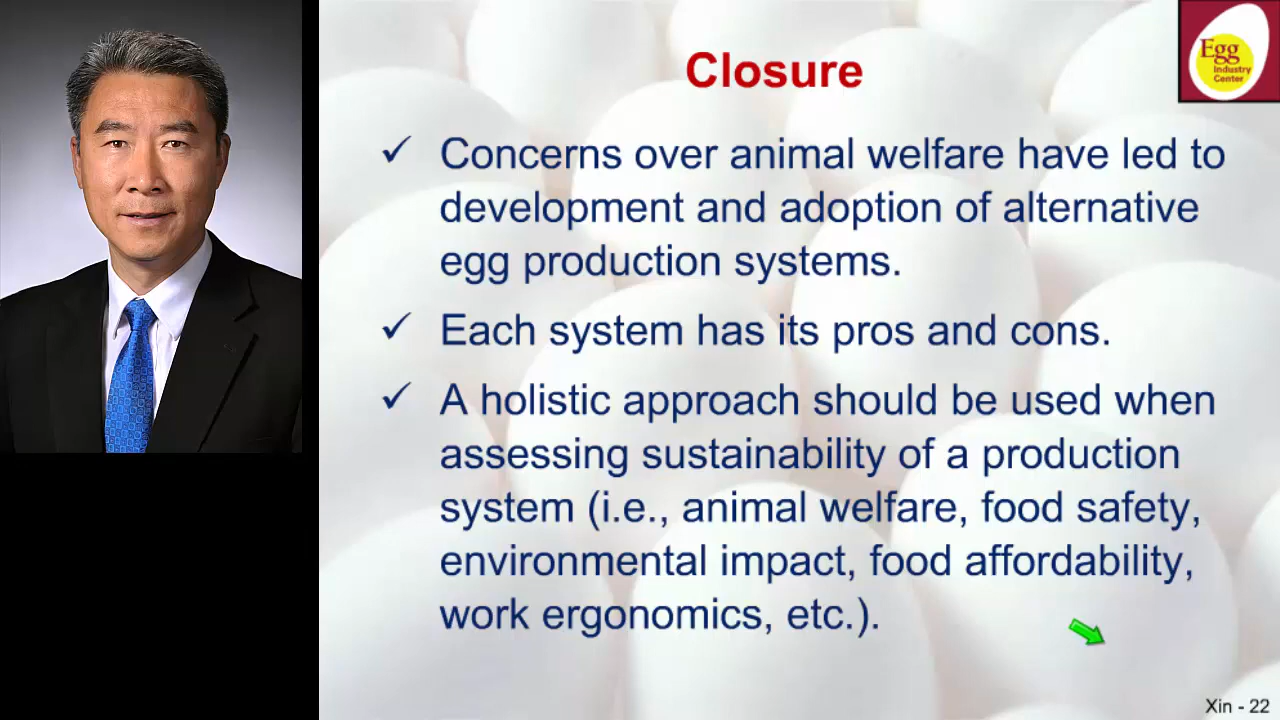 Closure
Egg
Industry
Center
✓ Concerns over animal welfare have led to
development and adoption of alternative
egg production systems.
✓ Each system has its pros and cons.
✓ A holistic approach should be used when
assessing sustainability of a production
system (i.e., animal welfare, food safety,
environmental impact, food affordability,
work ergonomics, etc.).
Xin - 22